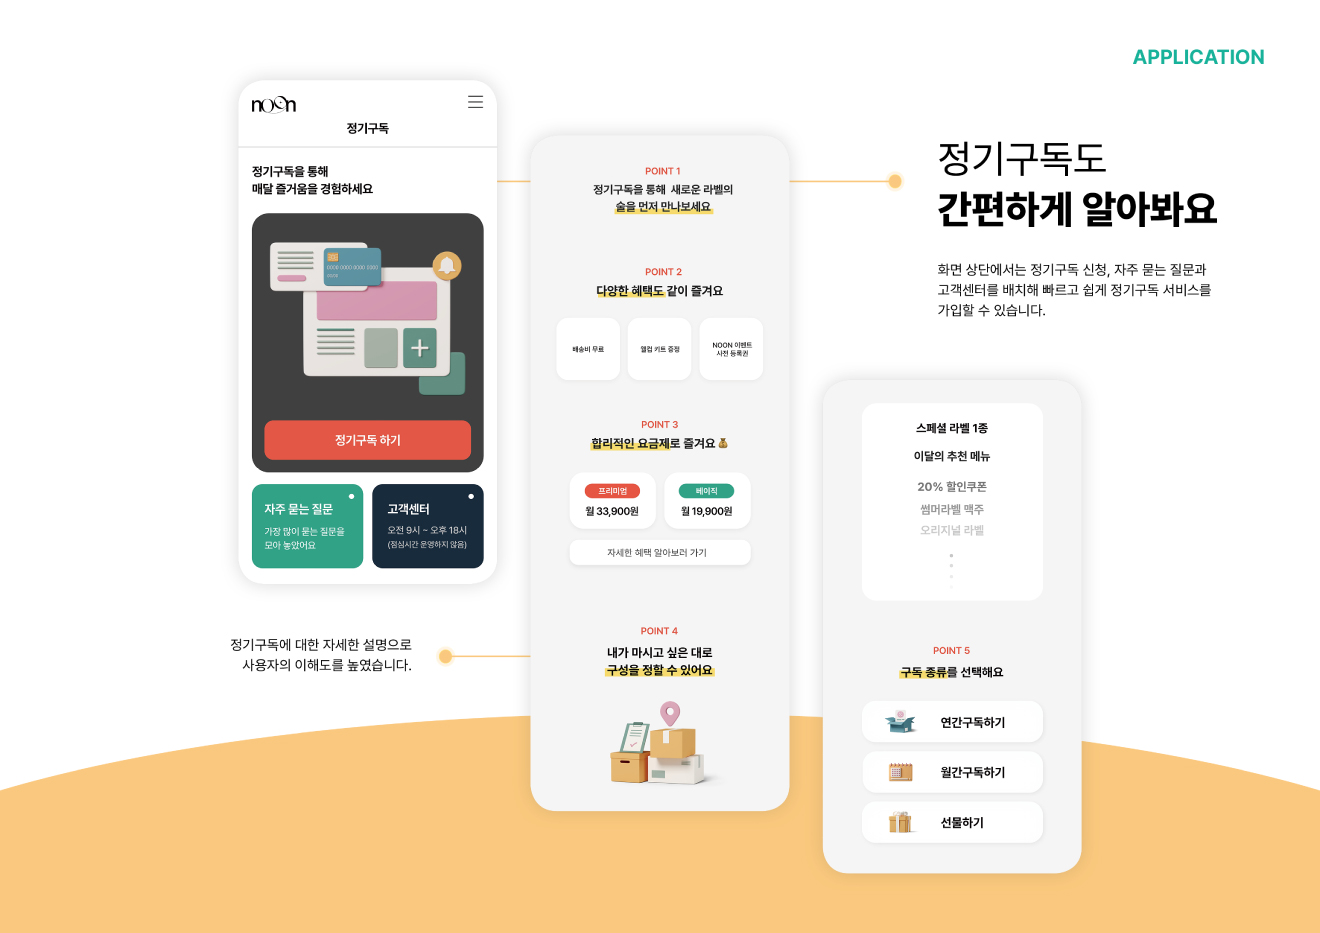 APPLICATION
noon
정기구독
정기구독을 통해
매달 즐거움을 경험하세요
0000 0000 0000 0000
정기구독 하기
자주 묻는 질문
가장 많이 묻는 질문을
모아 놓았어요
고객센터
오전 9시 ~ 오후 18시
(점심시간 운영하지 않음)
정기구독에 대한 자세한 설명으로
사용자의 이해도를 높였습니다.
POINT 1
정기구독을 통해 새로운 라벨의
술을 먼저 만나보세요
POINT 2
다양한 혜택도 같이 즐겨요
배송비 무료
웰컴 키트 증정
NOON 이벤트
사전 등록권
POINT 3
합리적인 요금제로 즐겨요
프리미엄
월 33,900원
베이직
월 19,900원
자세한 혜택 알아보러 가기
POINT 4
내가 마시고 싶은 대로
구성을 정할 수 있어요
정기구독도
간편하게 알아봐요
화면 상단에서는 정기구독 신청, 자주 묻는 질문과
고객센터를 배치해 빠르고 쉽게 정기구독 서비스를
가입할 수 있습니다.
스페셜 라벨 1종
이달의 추천 메뉴
20% 할인쿠폰
썸머라벨 맥주
오리지널 라벨
POINT 5
구독 종류를 선택해요
연간구독하기
월간구독하기
선물하기